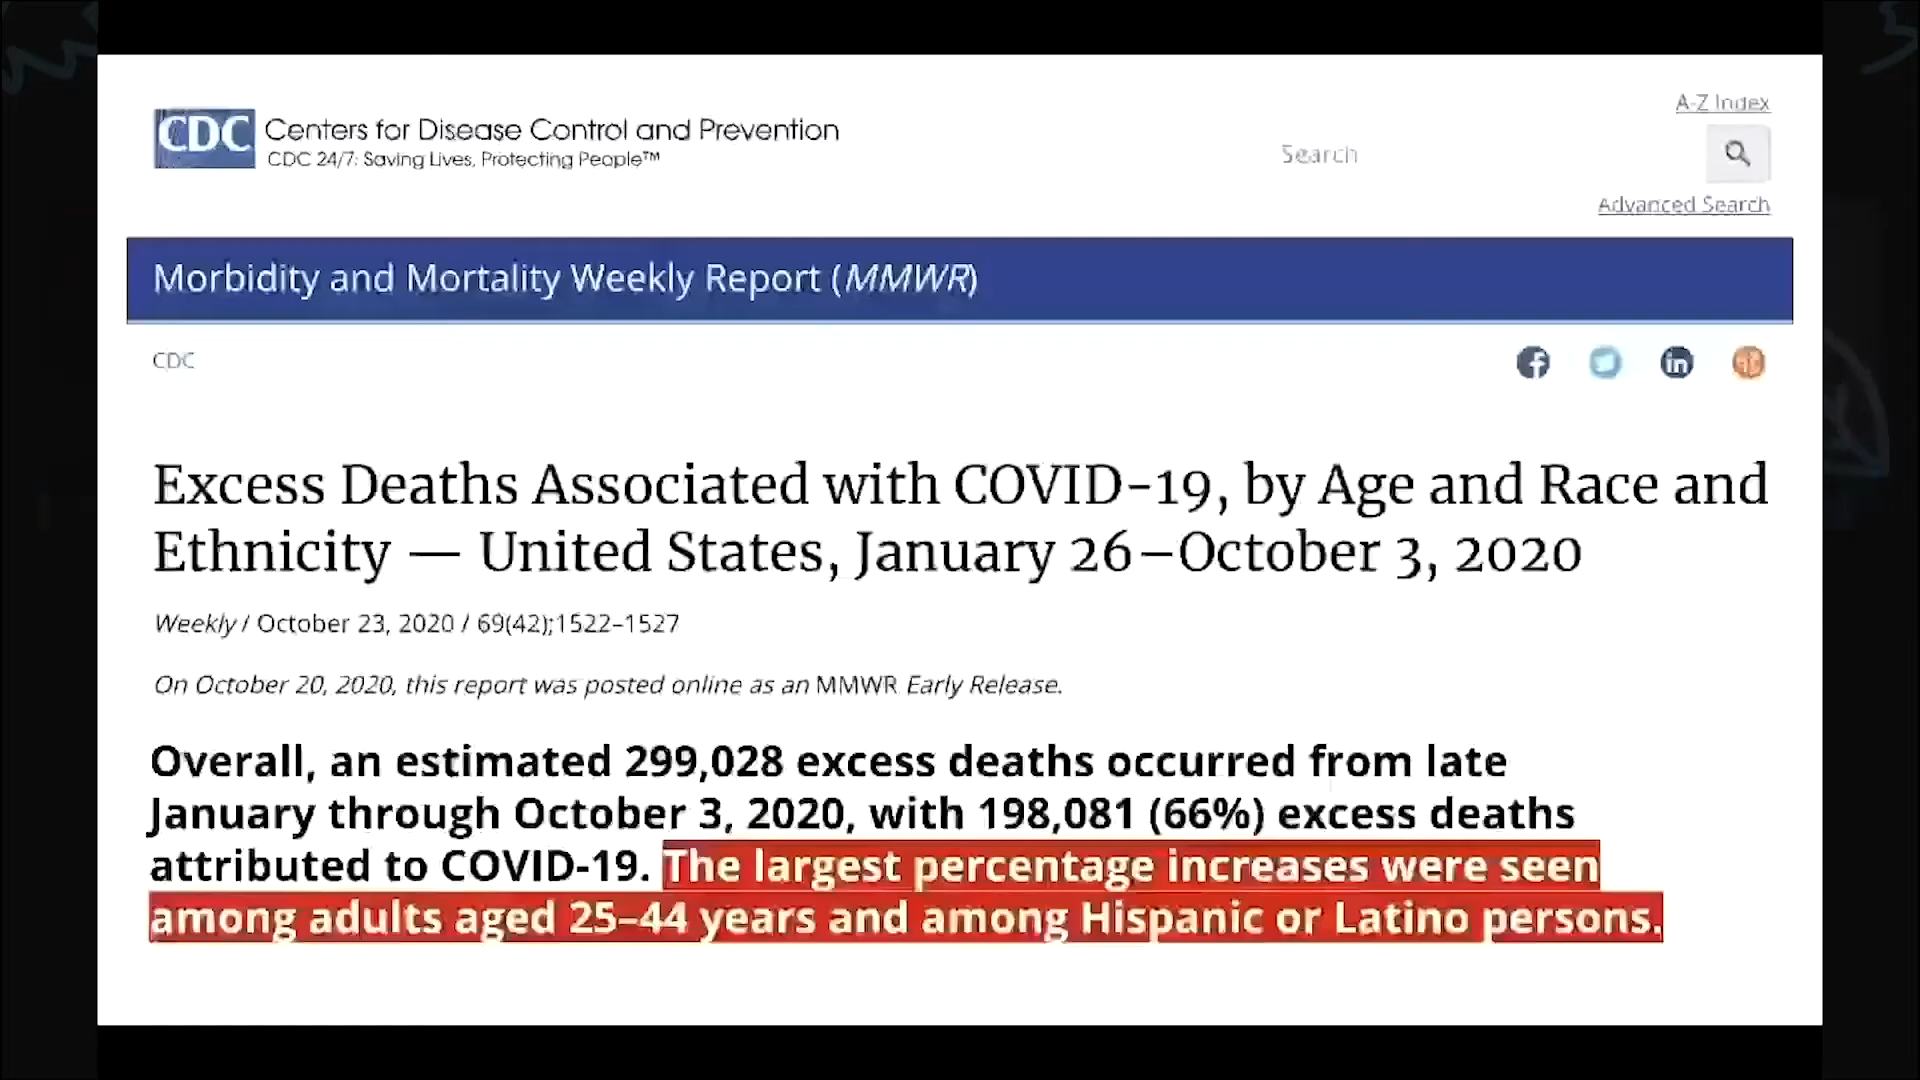 A-Z Index
CDC Centers for Disease Control and Prevention
CDC 24/7: Saving Lives, Protecting People™
Search
Advanced Search
Morbidity and Mortality Weekly Report (MMWR)
CDC
Excess Deaths Associated with COVID-19, by Age and Race and
Ethnicity — United States, January 26–October 3, 2020
Weekly / October 23, 2020 / 69(42);1522–1527
On October 20, 2020, this report was posted online as an MMWR Early Release.
Overall, an estimated 299,028 excess deaths occurred from late
January through October 3, 2020, with 198,081 (66%) excess deaths
attributed to COVID-19. The largest percentage increases were seen
among adults aged 25–44 years and among Hispanic or Latino persons.